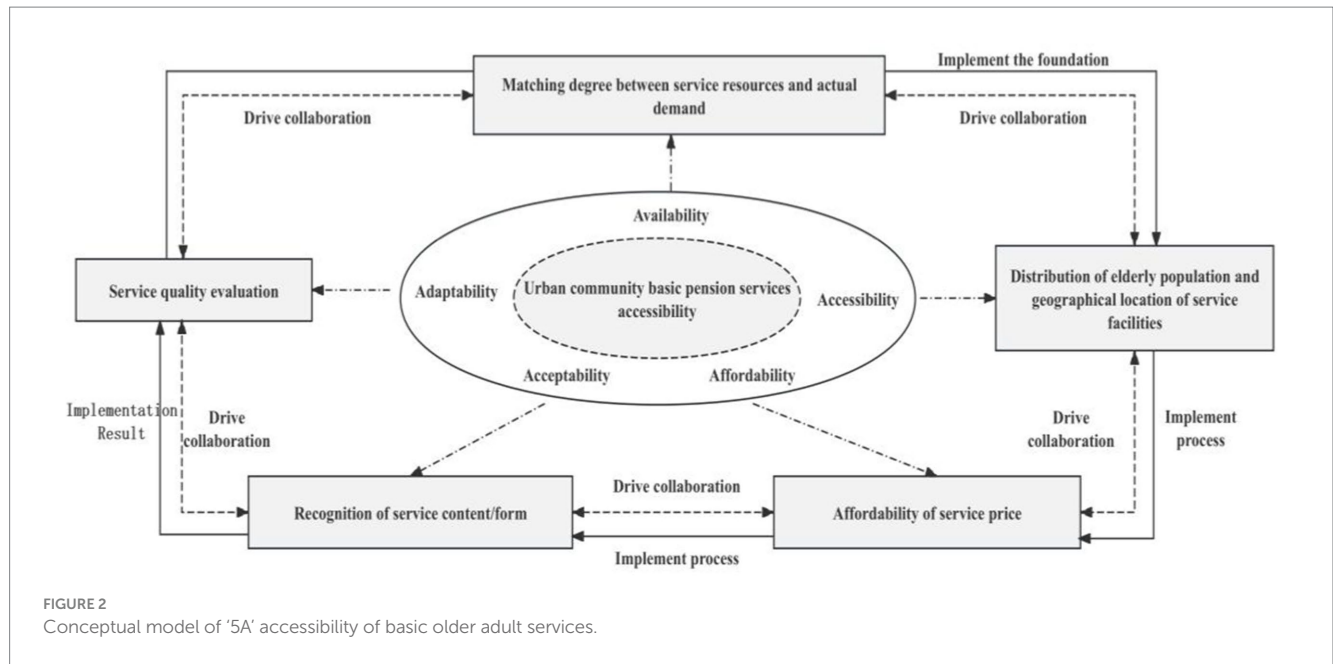 Implement the foundation
Matching degree between service resources and actual
demand
Drive collaboration
Drive collaboration
Availability
Service quality evaluation
Adaptability
Urban community basic pension services
accessibility
Accessibility
Distribution of elderly population and
geographical location of service
facilities
Acceptability
Affordability
Implementation
Result
Drive
collaboration
Drive
collaboration
Implement
process
Drive collaboration
Recognition of service content/form
Affordability of service price
Implement process
FIGURE 2
Conceptual model of ‘5A’ accessibility of basic older adult services.